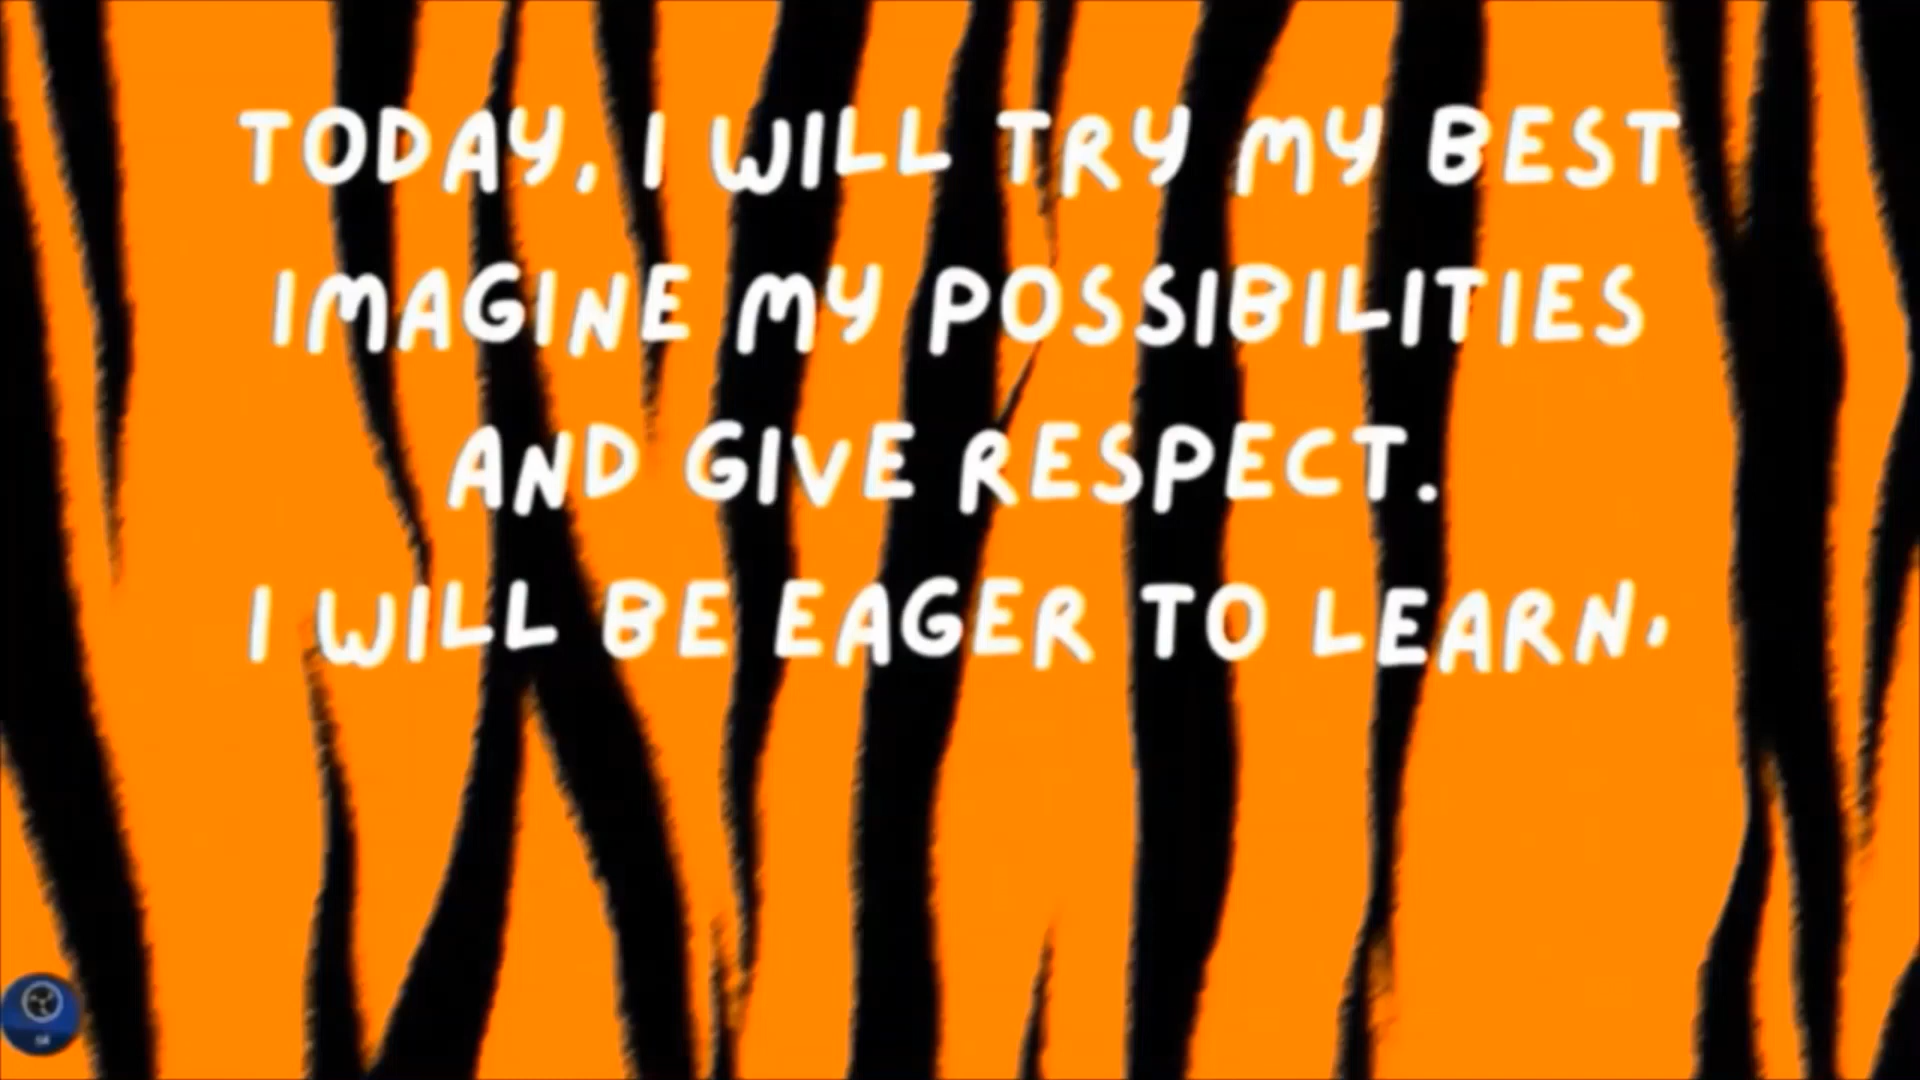 TODAY, I WILL TRY MY BEST
IMAGINE MY POSSIBILITIES
AND GIVE RESPECT.
I WILL BE EAGER TO LEARN,